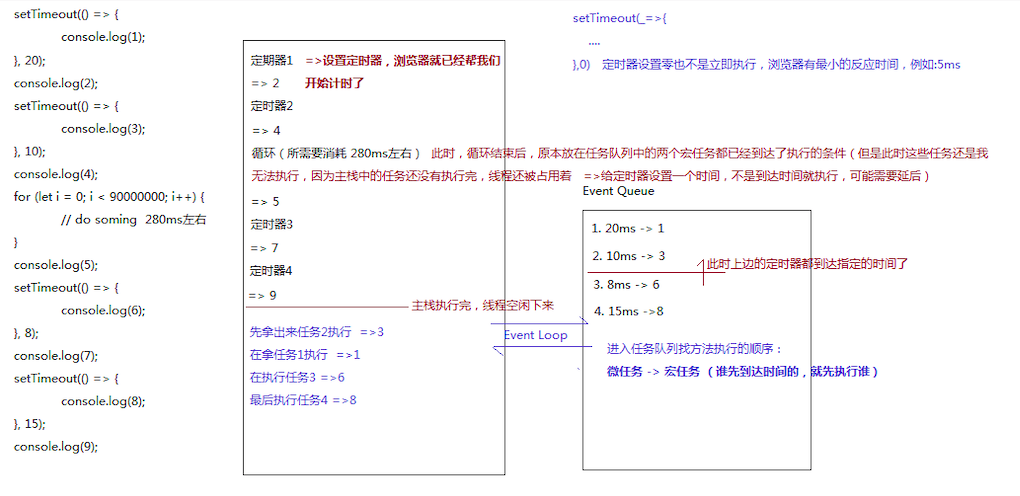 setTimeout(() => {
console.log(1);
}, 20);
console.log(2);
setTimeout(() => {
console.log(3);
}, 10);
console.log(4);
for (let i = 0; i < 90000000; i++) {
// do soming  280ms左右
}
console.log(5);
setTimeout(() => {
console.log(6);
}, 8);
console.log(7);
setTimeout(() => {
console.log(8);
}, 15);
console.log(9);
定期器1  =>设置定时器，浏览器就已经帮我们
=> 2  开始计时了
定时器2
=> 4
循环（所需要消耗 280ms左右） 此时，循环结束后，原本放在任务队列中的两个宏任务都已经到达了执行的条件（但是此时这些任务还是我
无法执行，因为主栈中的任务还没有执行完，线程还被占用着  =>给定时器设置一个时间，不是到达时间就执行，可能需要延后）
=> 5
定时器3
=> 7
定时器4
=> 9
主栈执行完，线程空闲下来
先拿出来任务2执行 =>3
在拿任务1执行 =>1
在执行任务3 =>6
最后执行任务4 =>8
Event Loop
setTimeout(_=>{
....
},0)  定时器设置零也不是立即执行，浏览器有最小的反应时间，例如:5ms
Event Queue
1. 20ms -> 1
2. 10ms -> 3
此时上边的定时器都到达指定的时间了
3. 8ms -> 6
4. 15ms ->8
进入任务队列找方法执行的顺序：
微任务 -> 宏任务 （谁先到达时间的，就先执行谁）